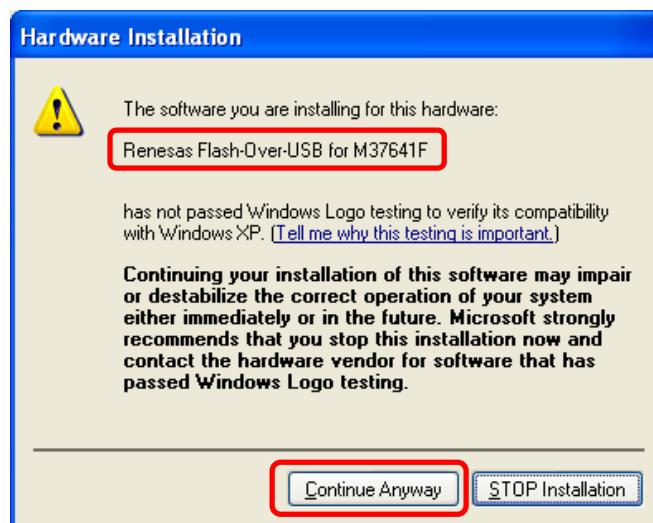 Hardware Installation
The software you are installing for this hardware:
Renesas Flash-Over-USB for M37641F
has not passed Windows Logo testing to verify its compatibility
with Windows XP. (Tell me why this testing is important.)
Continuing your installation of this software may impair
or destabilize the correct operation of your system
either immediately or in the future. Microsoft strongly
recommends that you stop this installation now and
contact the hardware vendor for software that has
passed Windows Logo testing.
Continue Anyway
STOP Installation